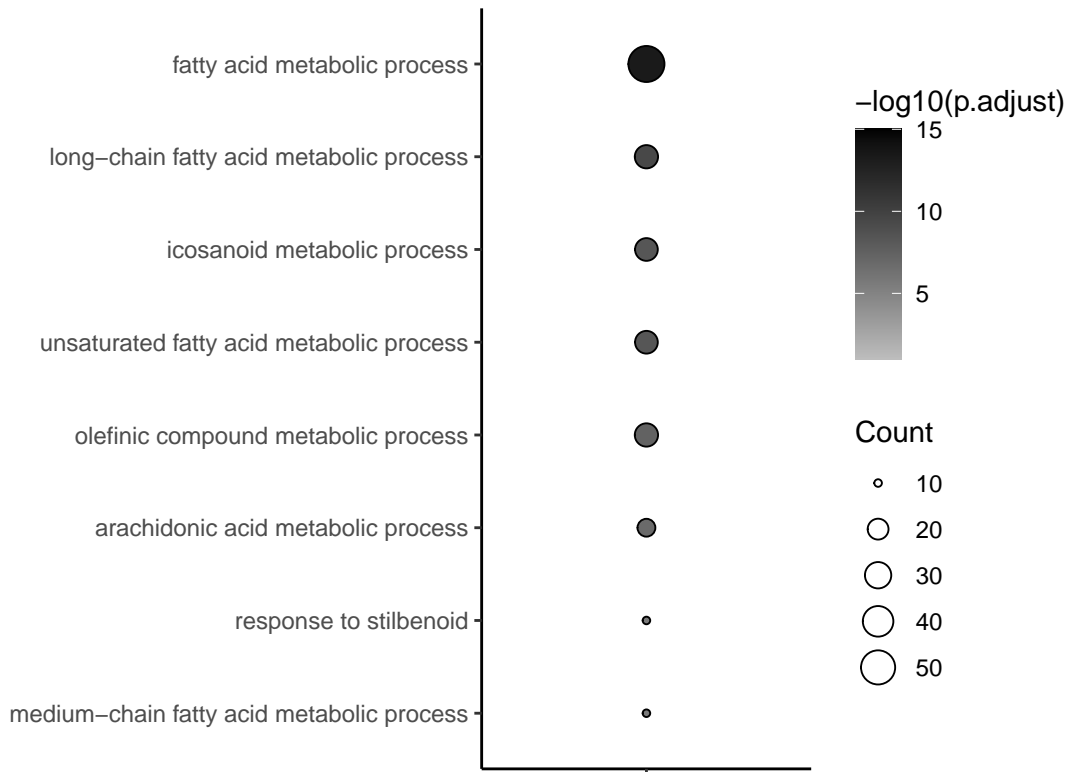 fatty acid metabolic process
long−chain fatty acid metabolic process
icosanoid metabolic process
unsaturated fatty acid metabolic process
olefinic compound metabolic process
arachidonic acid metabolic process
response to stilbenoid
medium−chain fatty acid metabolic process
−log10(p.adjust)
15
10
5
Count
10
20
30
40
50